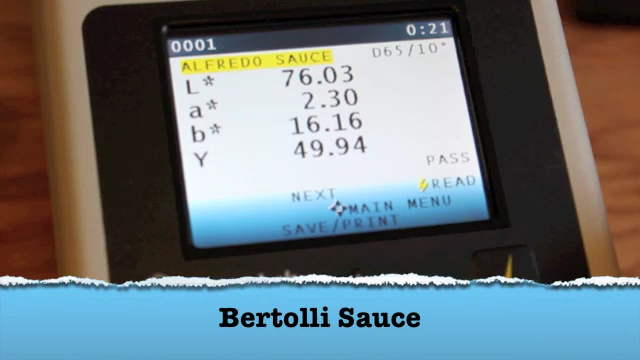 0001 0:21
ALFREDO SAUCE D65/10°
L* 76.03
a* 2.30
b* 16.16
Y 49.94
PASS
NEXT READ
MAIN MENU
SAVE/PRINT
Bertolli Sauce